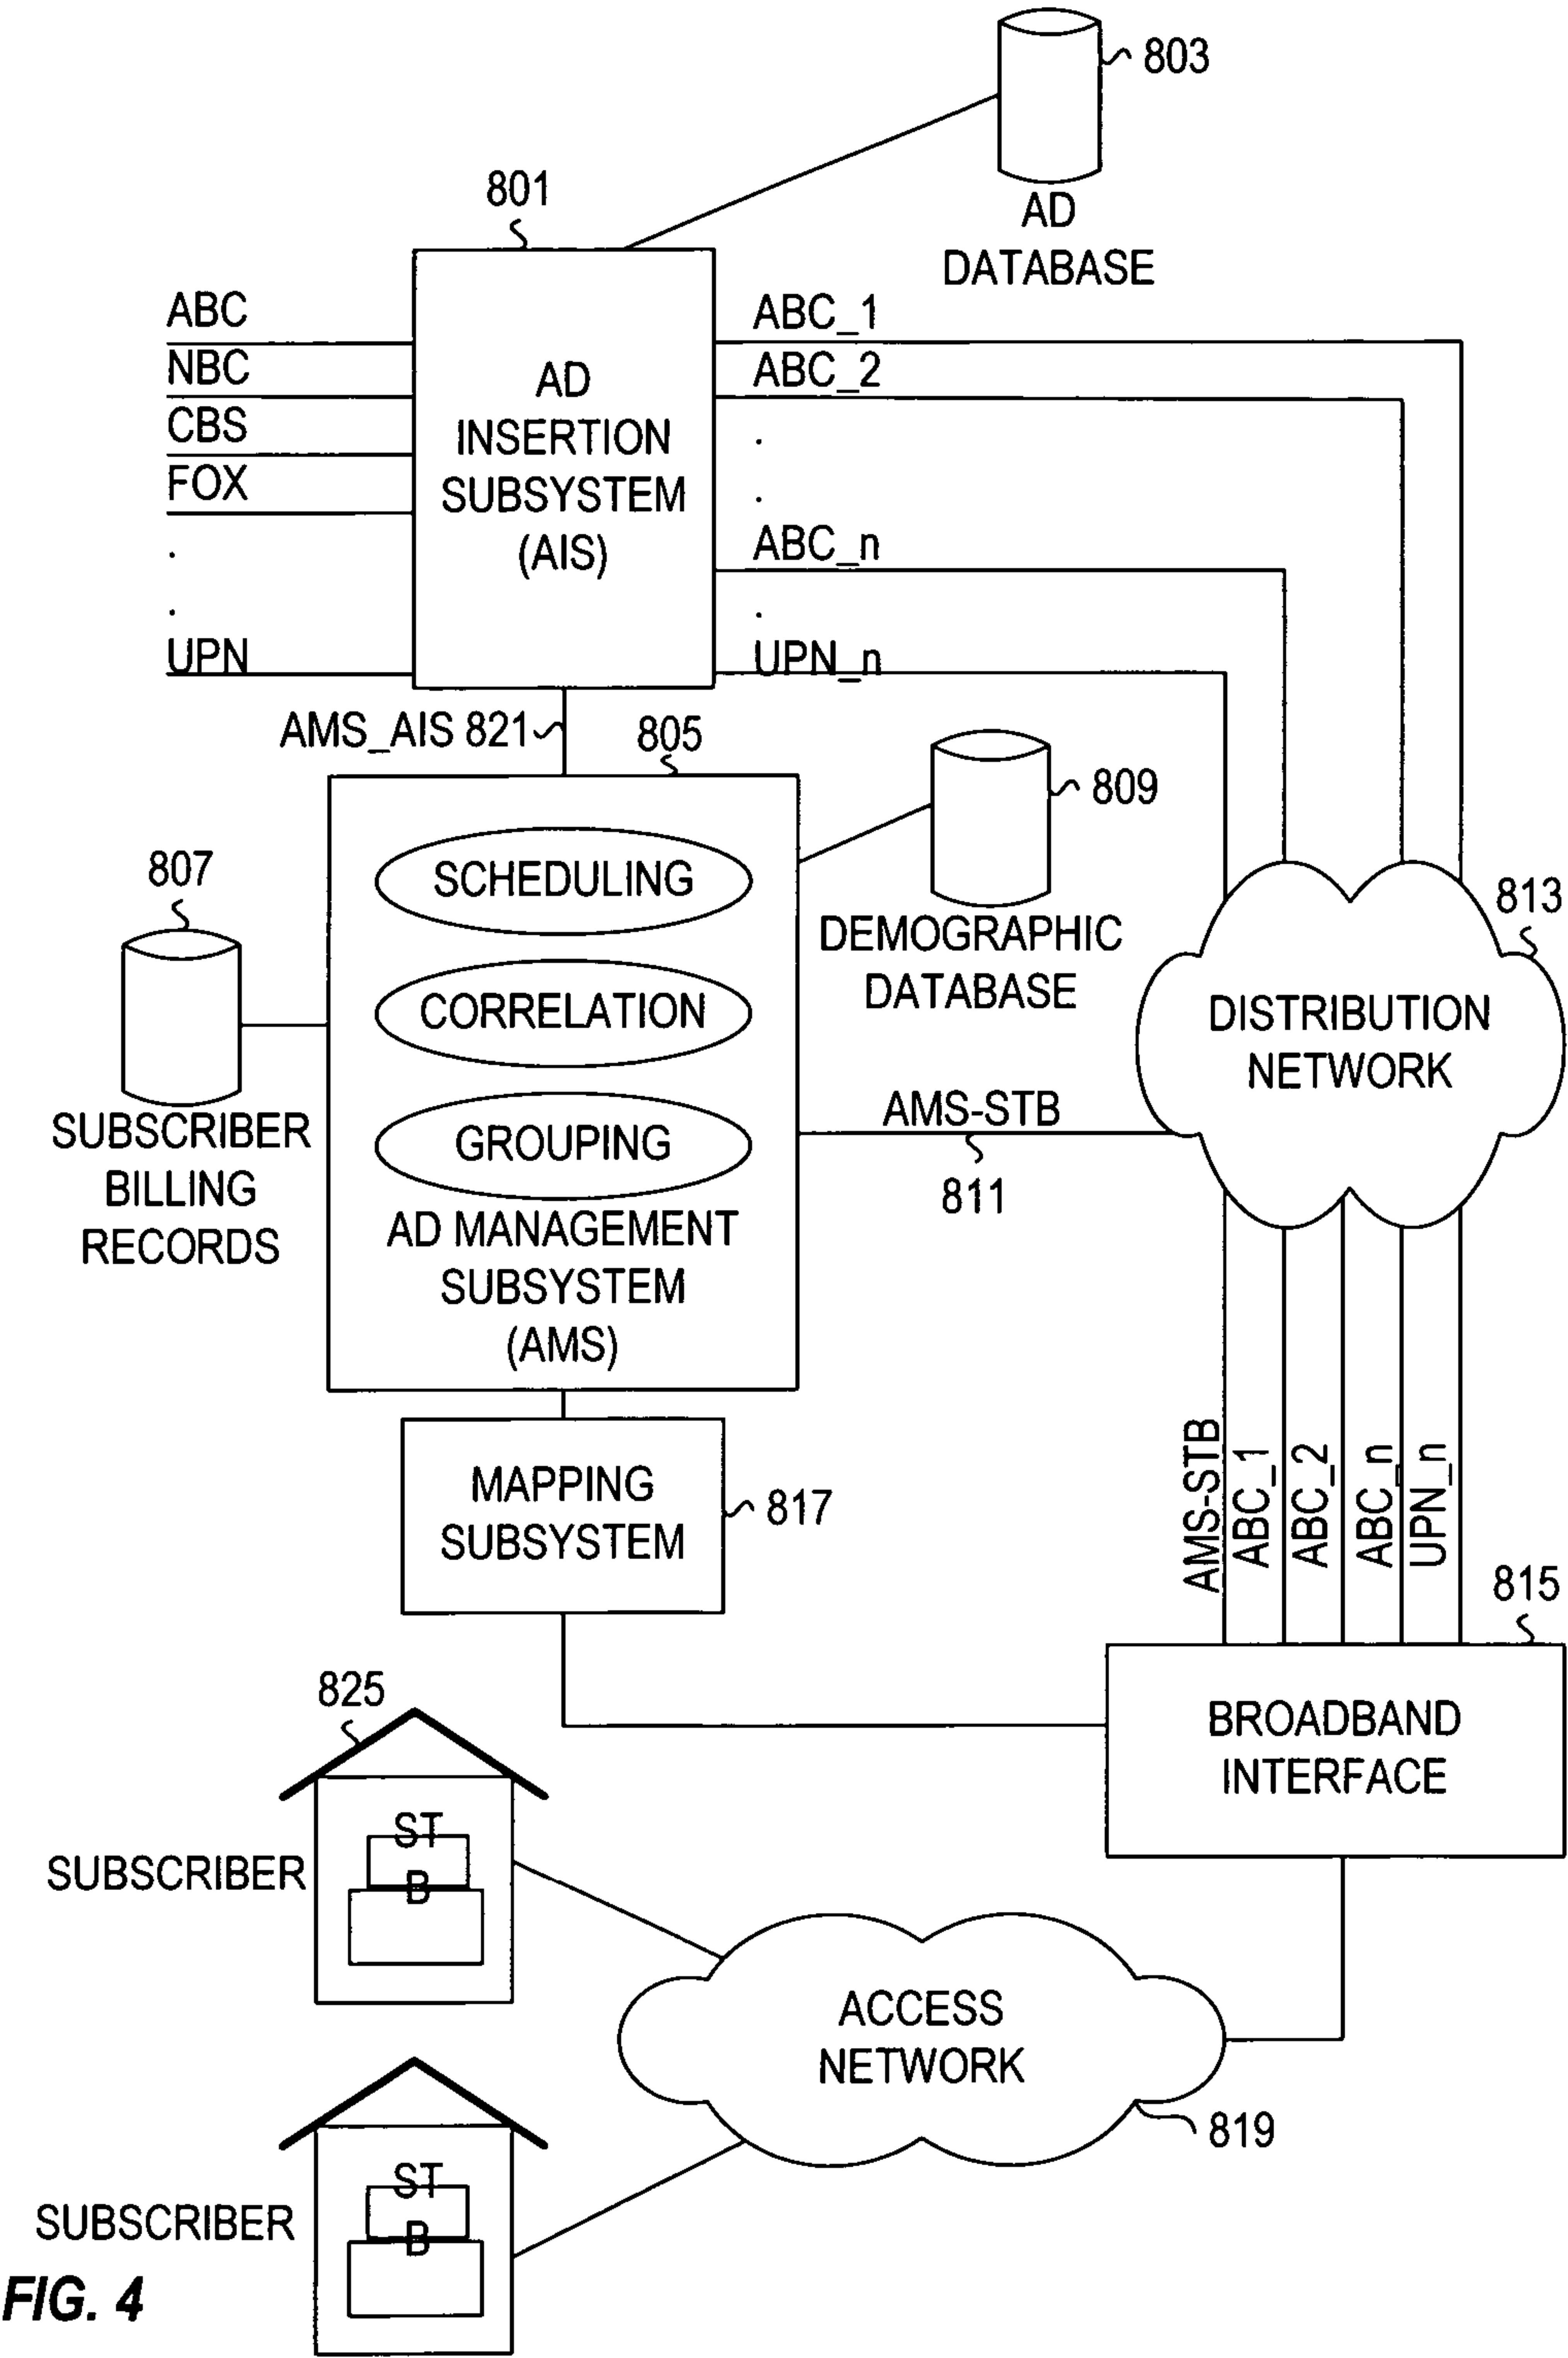 803
AD
DATABASE
801
ABC
NBC
CBS
FOX
.
.
UPN
AD
INSERTION
SUBSYSTEM
(AIS)
ABC_1
ABC_2
.
.
ABC_n
.
UPN_n
AMS_AIS 821
805
809
DEMOGRAPHIC
DATABASE
807
SUBSCRIBER
BILLING
RECORDS
SCHEDULING
CORRELATION
GROUPING
AD MANAGEMENT
SUBSYSTEM
(AMS)
AMS-STB
811
813
DISTRIBUTION
NETWORK
MAPPING
SUBSYSTEM
817
AMS-STB
ABC_1
ABC_2
ABC_n
UPN_n
815
BROADBAND
INTERFACE
825
SUBSCRIBER
ST
B
ACCESS
NETWORK
819
SUBSCRIBER
ST
B
FIG. 4